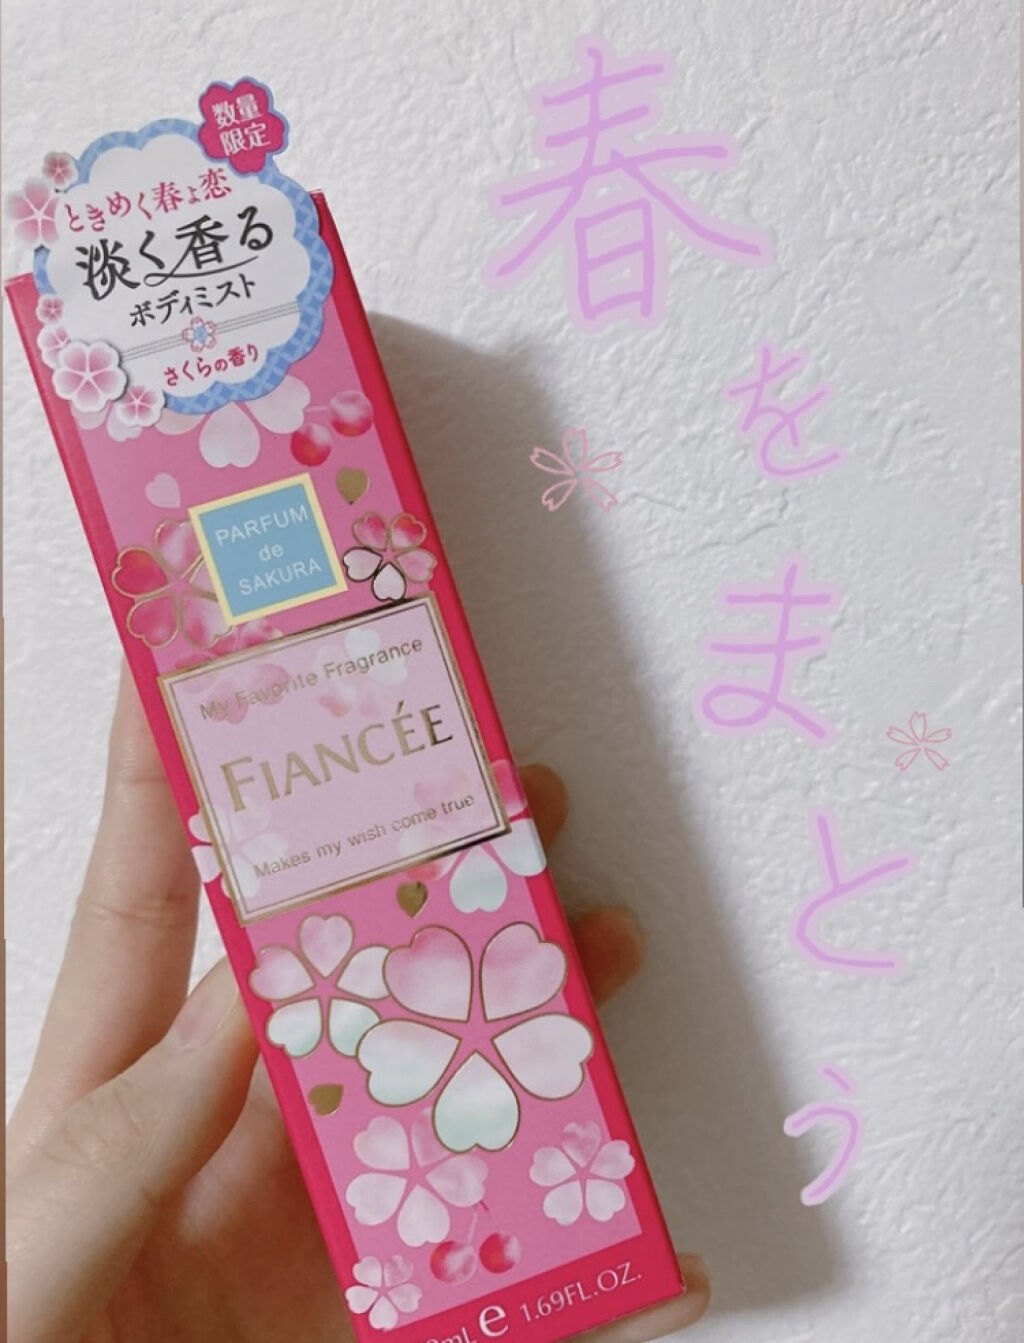 数量
限定
ときめく春よ恋
淡く香る
ボディミスト
さくらの香り
PARFUM
de
SAKURA
My Favorite Fragrance
FIANCÉE
Makes my wish come true
e 1.69FL.OZ.
春をまとう